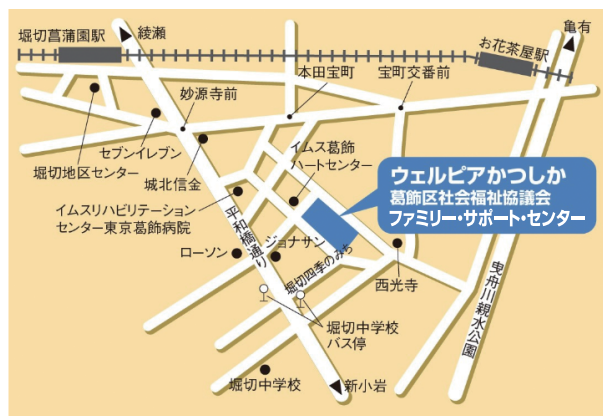 堀切菖蒲園駅
綾瀬
お花茶屋駅
亀有
本田宝町
宝町交番前
妙源寺前
堀切地区センター
セブンイレブン
城北信金
イムス葛飾
ハートセンター
ウェルピアかつしか
葛飾区社会福祉協議会
ファミリー・サポート・センター
イムスリハビリテーション
センター東京葛飾病院
平和橋通り
ローソン
ジョナサン
堀切四季のみち
西光寺
曳舟川親水公園
堀切中学校
バス停
堀切中学校
新小岩